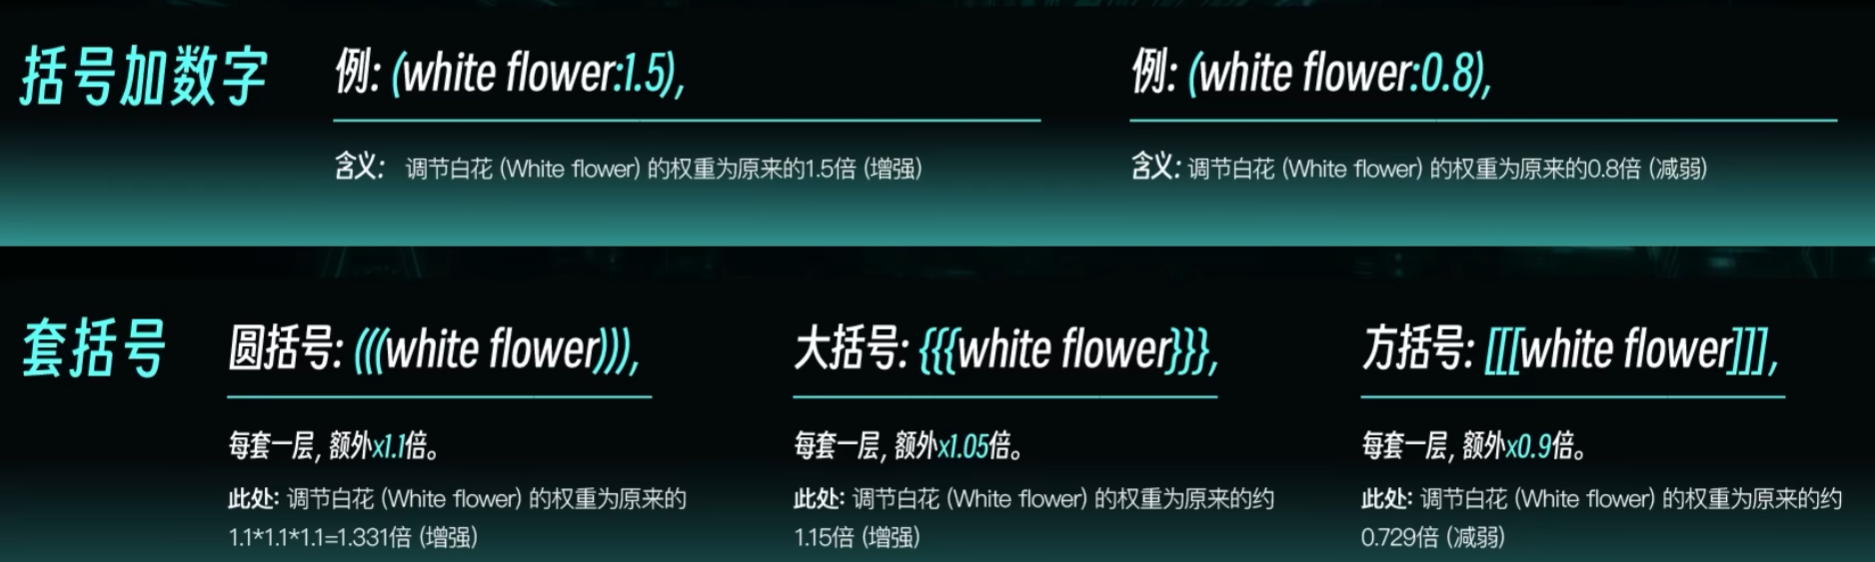 括号加数字
例: (white flower:1.5),
含义: 调节白花 (White flower) 的权重为原来的1.5倍 (增强)
例: (white flower:0.8),
含义: 调节白花 (White flower) 的权重为原来的0.8倍 (减弱)
套括号
圆括号: (((white flower))),
每套一层, 额外x1.1倍。
此处: 调节白花 (White flower) 的权重为原来的
1.1*1.1*1.1=1.331倍 (增强)
大括号: {{{white flower}}},
每套一层, 额外x1.05倍。
此处: 调节白花 (White flower) 的权重为原来的约
1.15倍 (增强)
方括号: [[[white flower]]],
每套一层, 额外x0.9倍。
此处: 调节白花 (White flower) 的权重为原来的约
0.729倍 (减弱)